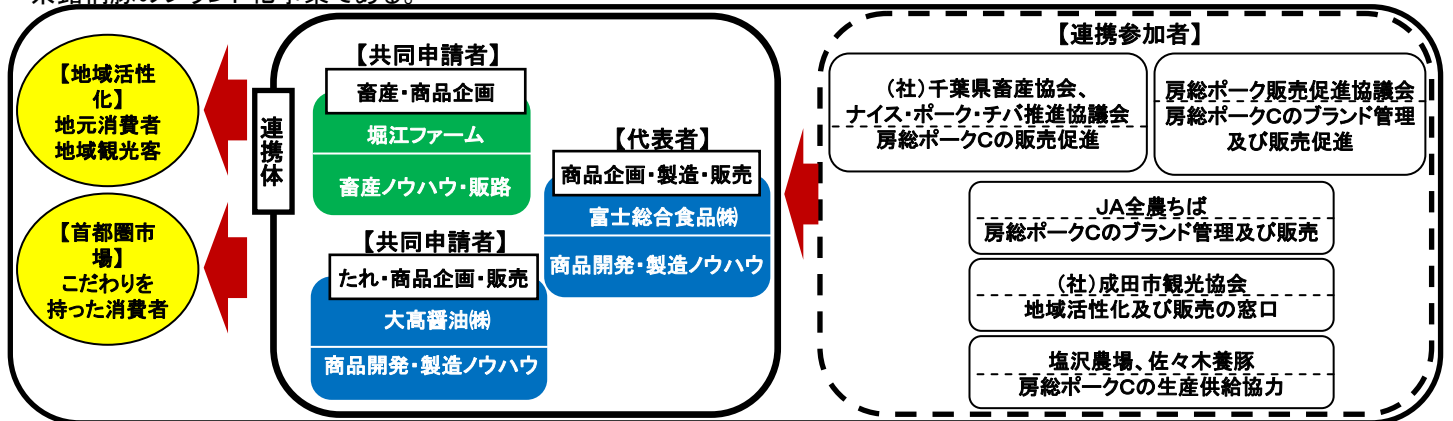 【地域活性
化】
地元消費者
地域観光客
【首都圏市
場】
こだわりを
持った消費者
連携体
【共同申請者】
畜産・商品企画
堀江ファーム
畜産ノウハウ・販路
【共同申請者】
たれ・商品企画・販売
大髙醤油㈱
商品開発・製造ノウハウ
【代表者】
商品企画・製造・販売
富士総合食品㈱
商品開発・製造ノウハウ
【連携参加者】
(社)千葉県畜産協会、
ナイス・ポーク・チバ推進協議会
房総ポークCの販売促進
房総ポーク販売促進協議会
房総ポークCのブランド管理
及び販売促進
JA全農ちば
房総ポークCのブランド管理及び販売
(社)成田市観光協会
地域活性化及び販売の窓口
塩沢農場、佐々木養豚
房総ポークCの生産供給協力